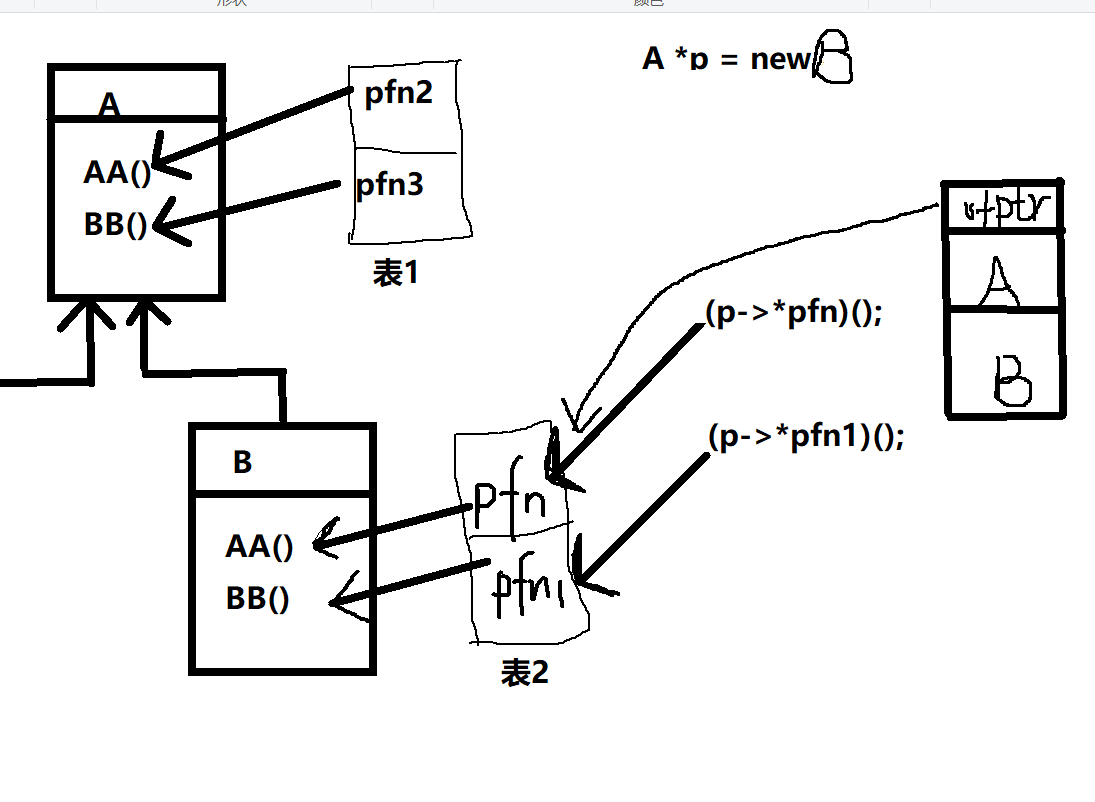 形状
颜色
A *p = new B
A
AA()
BB()
pfn2
pfn3
表1
vfptr
A
B
(p->*pfn)();
(p->*pfn1)();
B
AA()
BB()
pfn
pfn1
表2